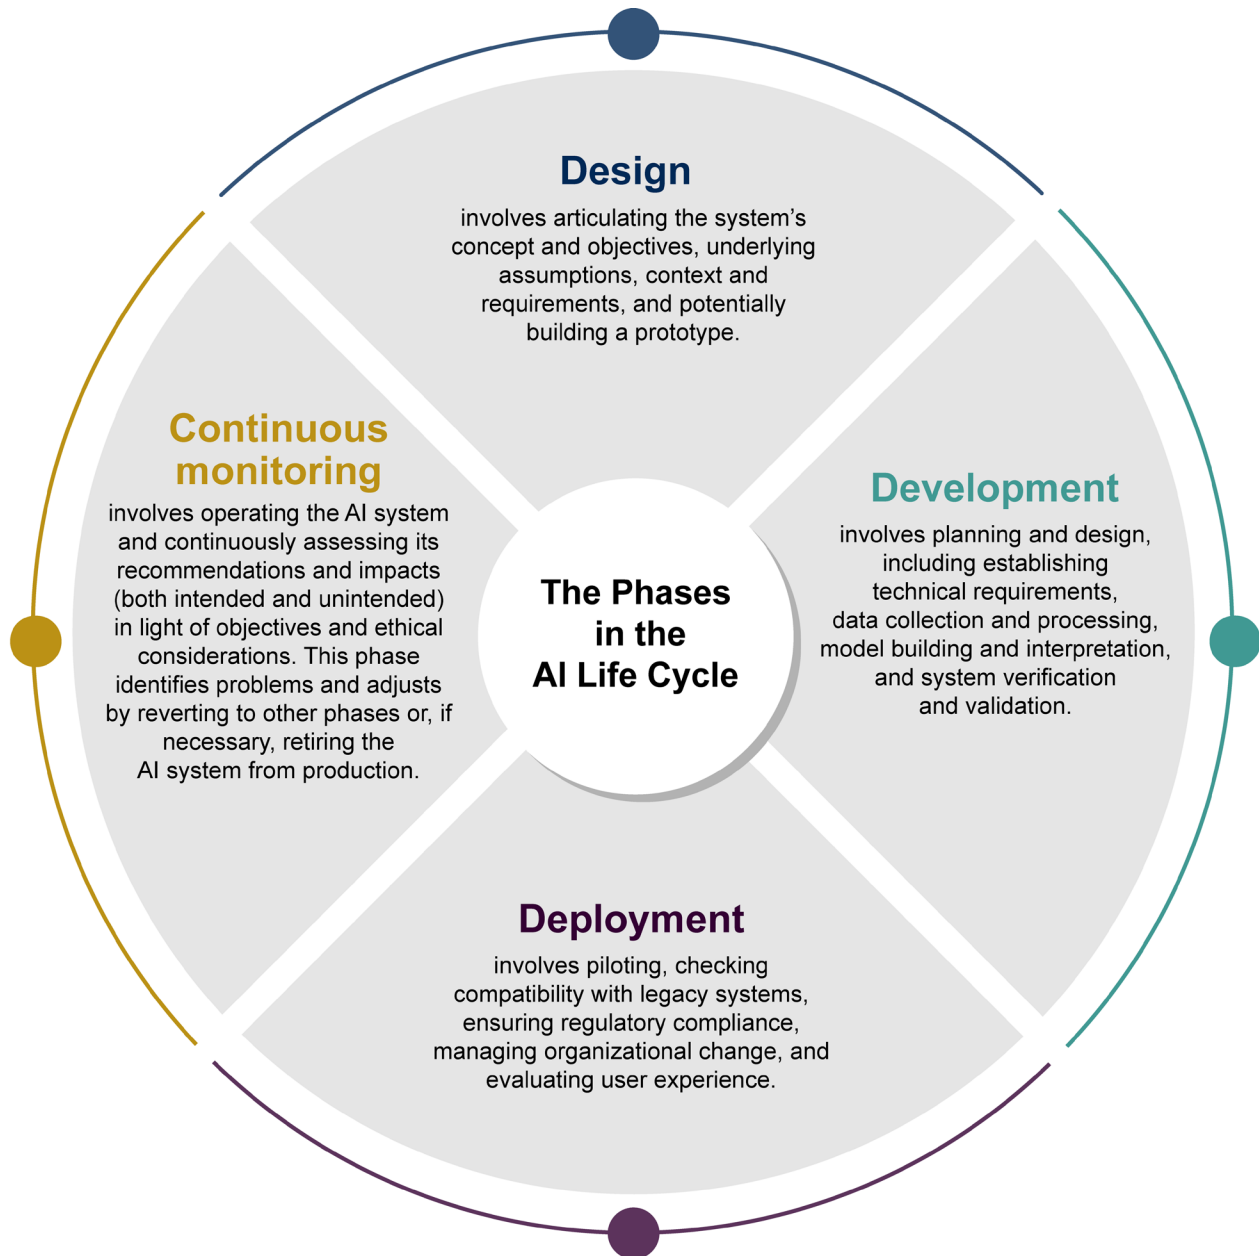 Design
involves articulating the system's
concept and objectives, underlying
assumptions, context and
requirements, and potentially
building a prototype.
Development
involves planning and design,
including establishing
technical requirements,
data collection and processing,
model building and interpretation,
and system verification
and validation.
Deployment
involves piloting, checking
compatibility with legacy systems,
ensuring regulatory compliance,
managing organizational change, and
evaluating user experience.
Continuous
monitoring
involves operating the AI system
and continuously assessing its
recommendations and impacts
(both intended and unintended)
in light of objectives and ethical
considerations. This phase
identifies problems and adjusts
by reverting to other phases or, if
necessary, retiring the
AI system from production.
The Phases
in the
AI Life Cycle